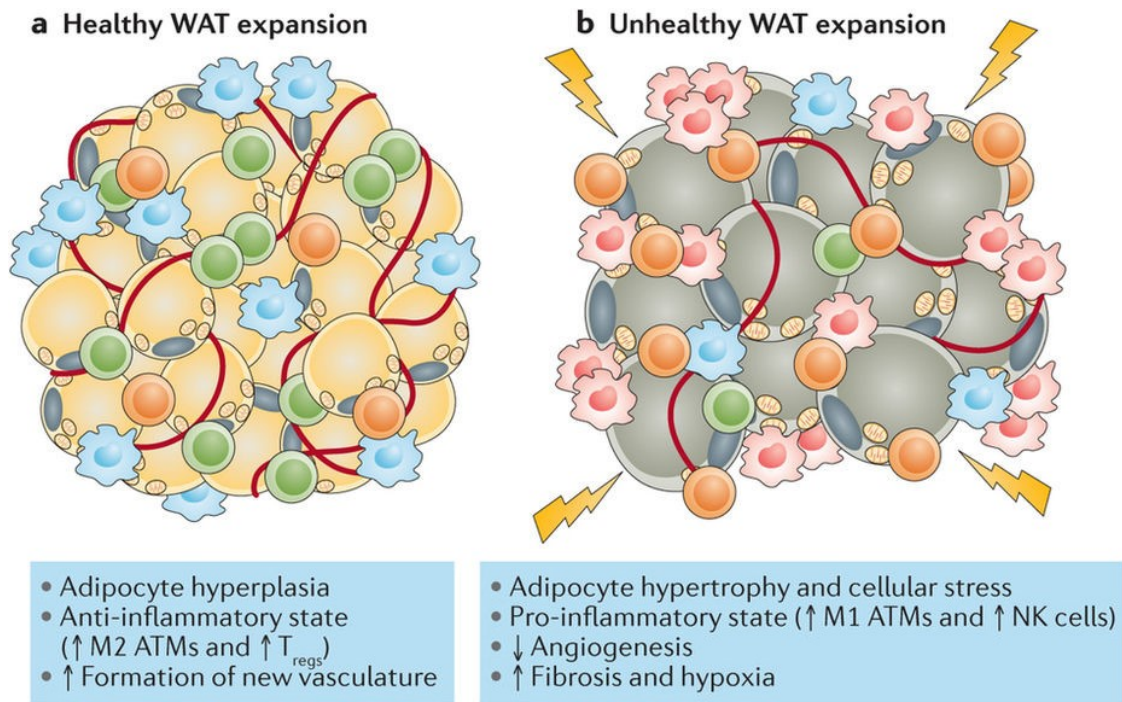 a Healthy WAT expansion
b Unhealthy WAT expansion
• Adipocyte hyperplasia
• Anti-inflammatory state
(↑ M2 ATMs and ↑ Tregs)
• ↑ Formation of new vasculature
• Adipocyte hypertrophy and cellular stress
• Pro-inflammatory state (↑ M1 ATMs and ↑ NK cells)
• ↓ Angiogenesis
• ↑ Fibrosis and hypoxia